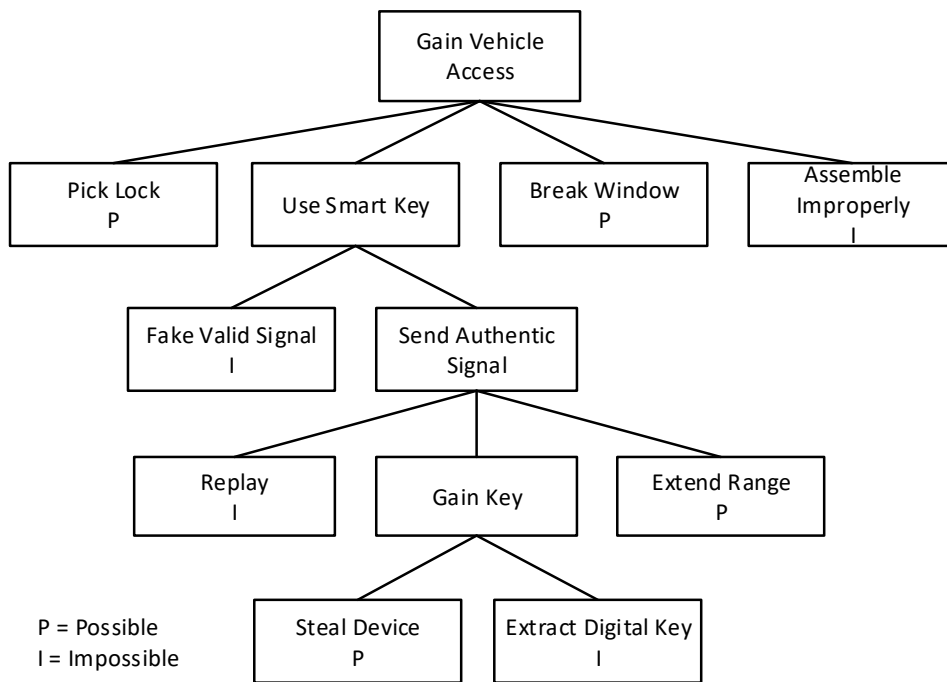 Gain Vehicle
Access
Pick Lock
P
Use Smart Key
Break Window
P
Assemble
Improperly
I
Fake Valid Signal
I
Send Authentic
Signal
Replay
I
Gain Key
Extend Range
P
Steal Device
P
Extract Digital Key
I
P = Possible
I = Impossible